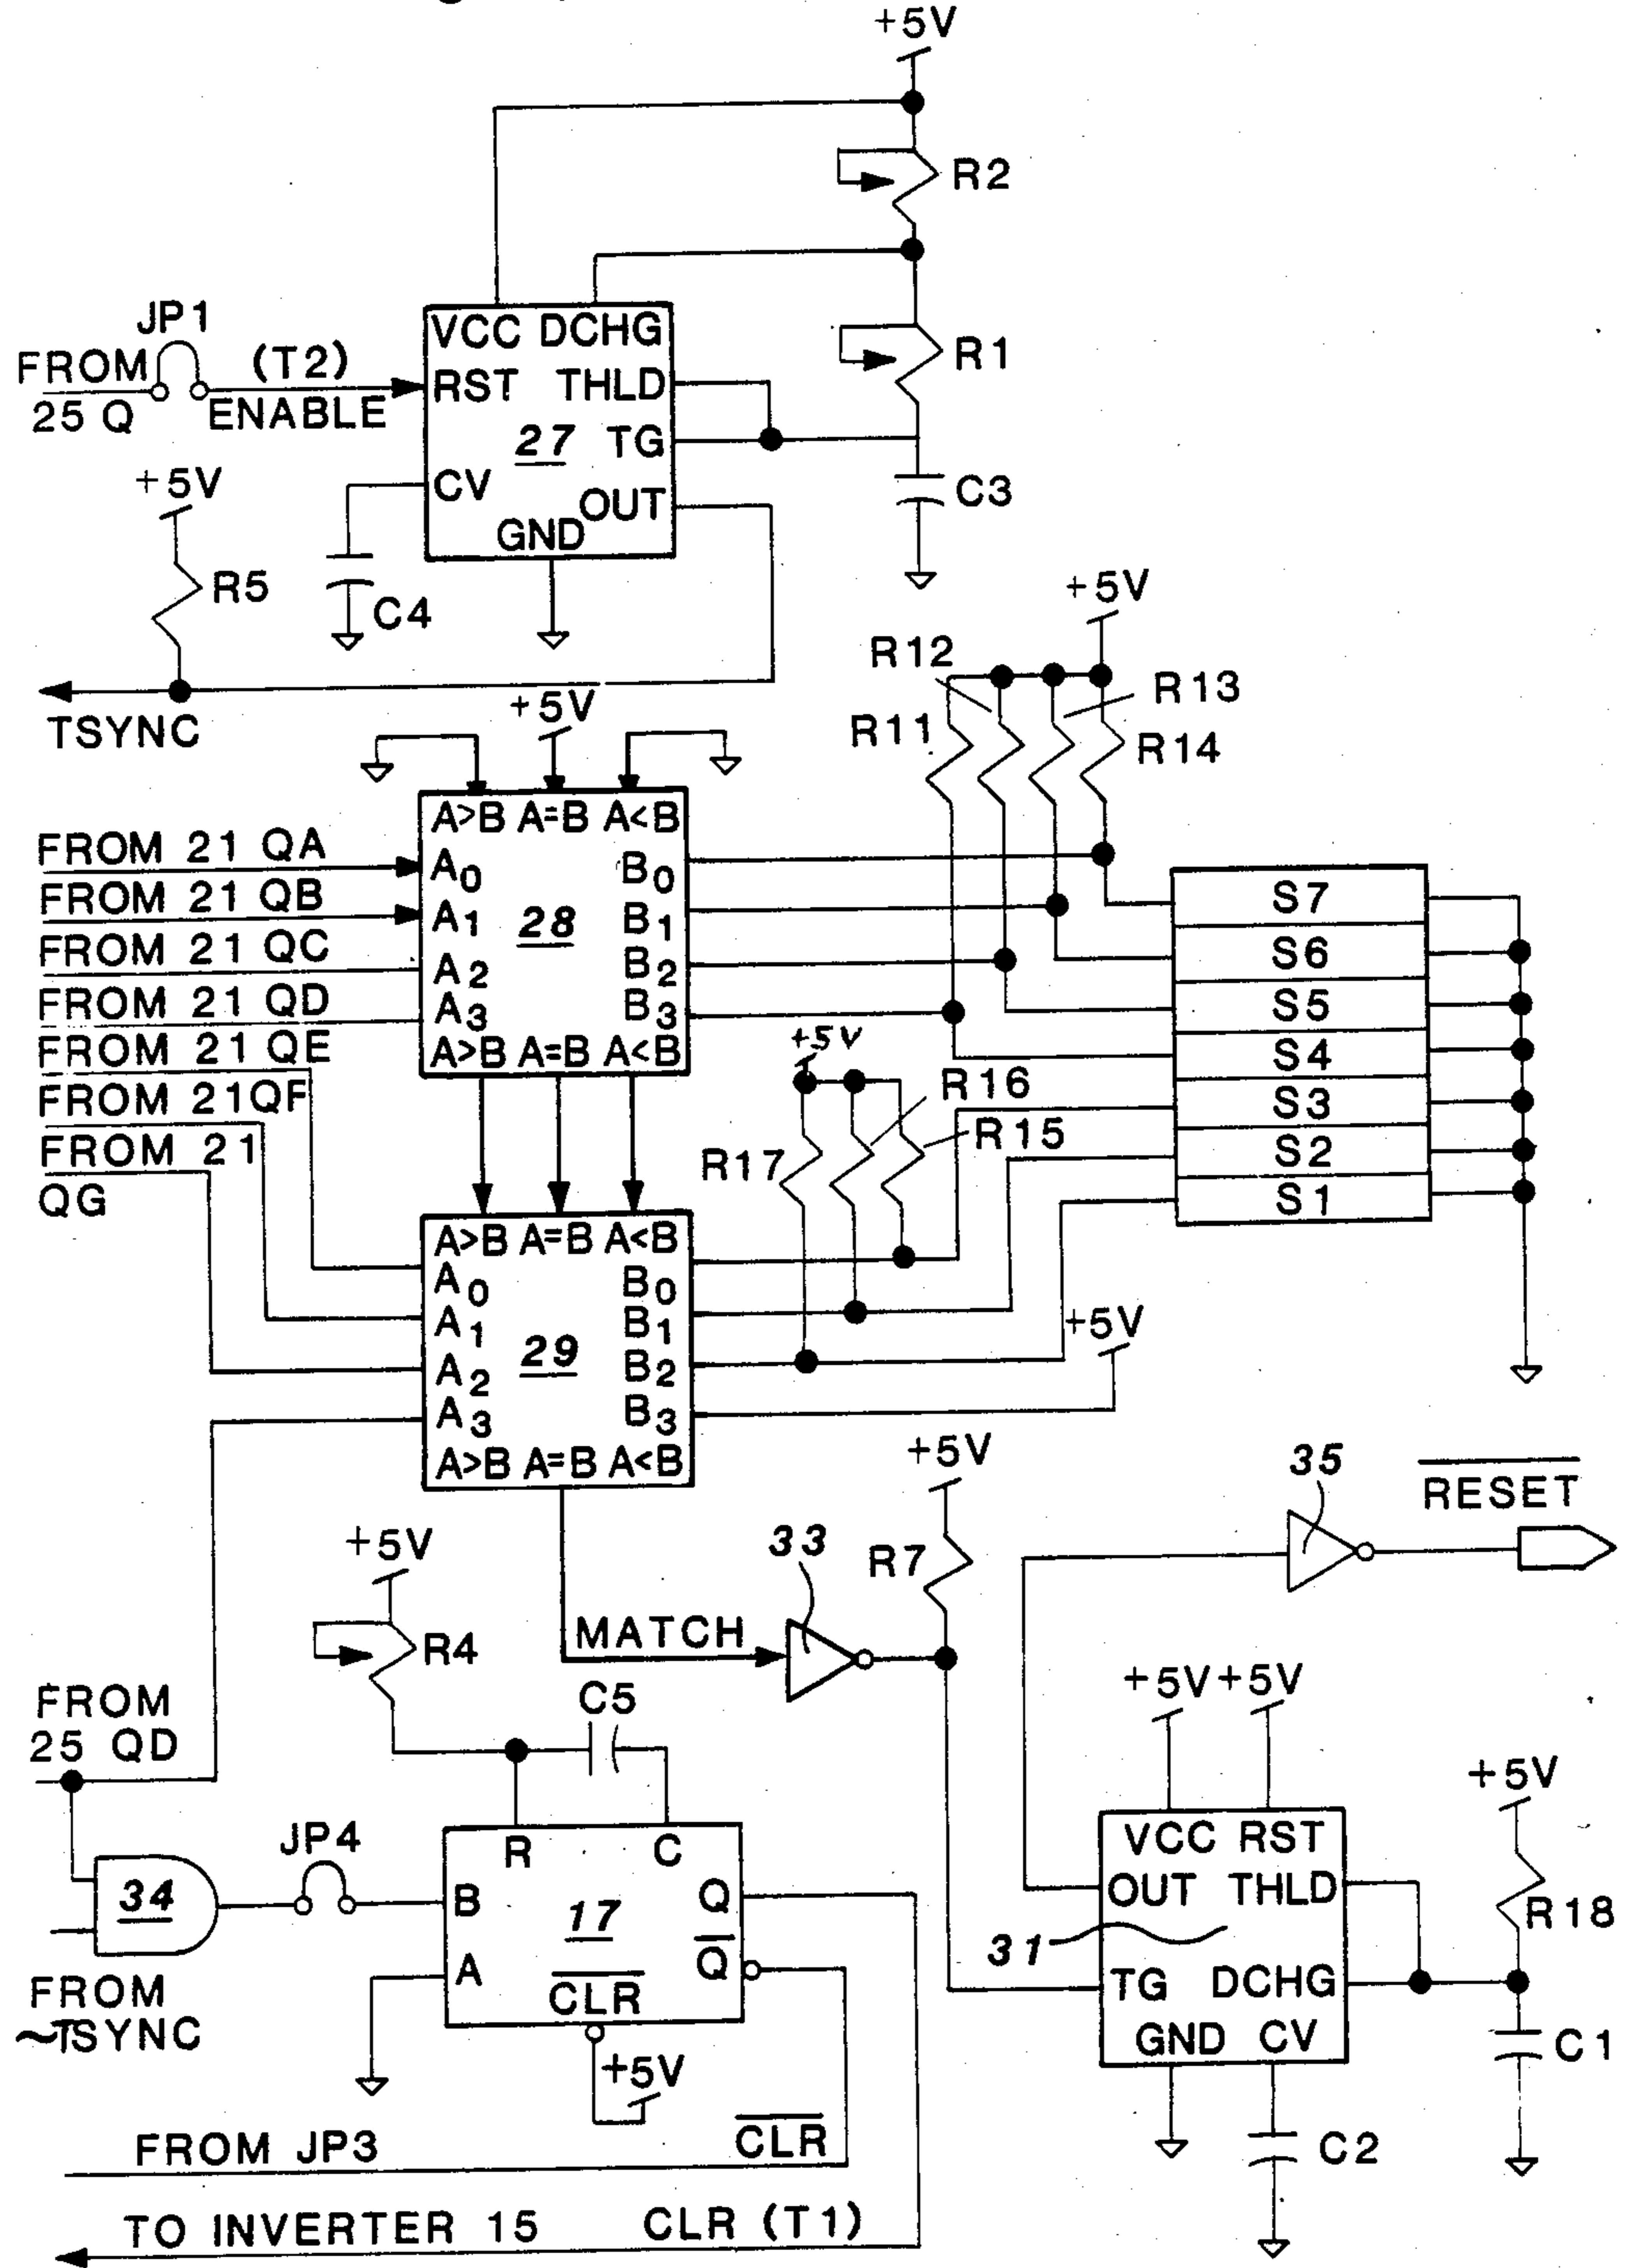 +5V
R2
JP1
FROM
25 Q
(T2)
ENABLE
VCC DCHG
RST THLD
27 TG
CV
OUT
GND
R1
C3
+5V
R5
C4
TSYNC
+5V
+5V
R12
R13
R11
R14
A>B A=B A<B
FROM 21 QA
FROM 21 QB
FROM 21 QC
FROM 21 QD
FROM 21 QE
FROM 21QF
FROM 21
QG
A0 B0
A1 28 B1
A2 B2
A3 B3
A>B A=B A<B
S7
S6
S5
S4
S3
S2
S1
+5V
R16
R15
R17
A>B A=B A<B
A0 B0
A1 B1
29
A2 B2
A3 B3
A>B A=B A<B
+5V
+5V
R7
33
MATCH
35
RESET
+5V
R4
C5
FROM
25 QD
34
JP4
FROM
~TSYNC
R C
B 17 Q
A Q
CLR
+5V
FROM JP3 CLR
TO INVERTER 15 CLR (T1)
+5V +5V
VCC RST
OUT THLD
31
TG DCHG
GND CV
+5V
R18
C1
C2